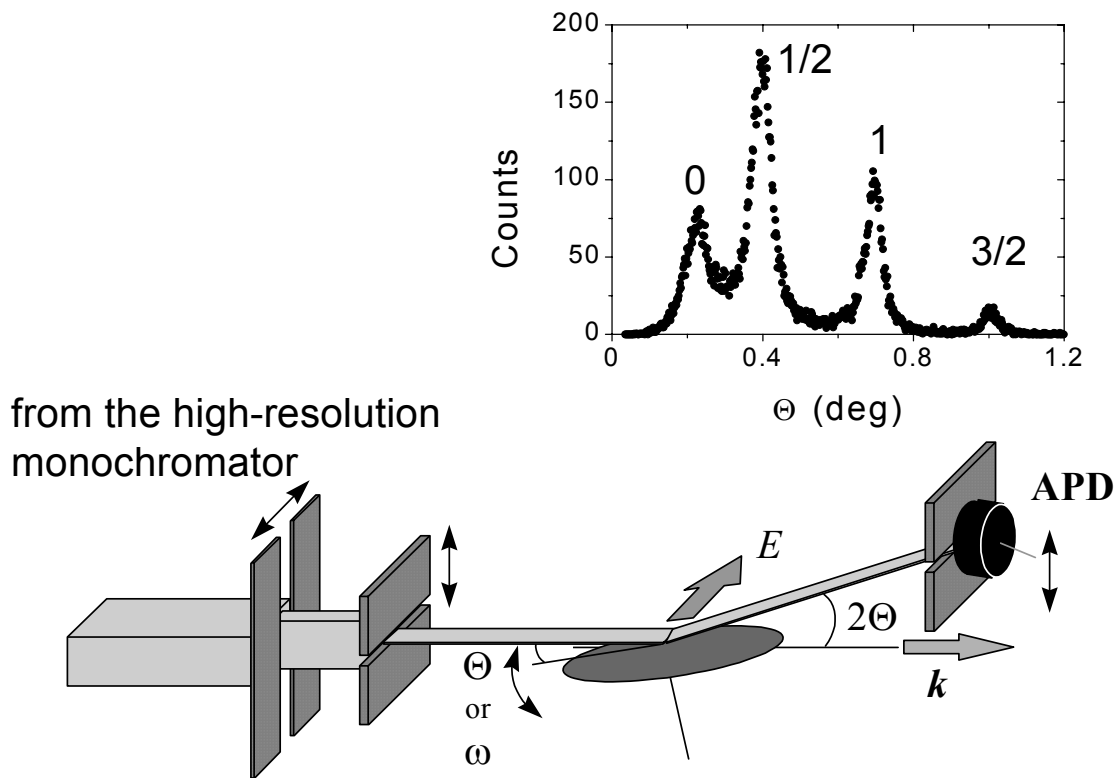 200
150
100
50
0
Counts
0
1/2
1
3/2
0
0.4
0.8
1.2
Θ (deg)
from the high-resolution
monochromator
APD
E
2Θ
k
Θ
or
ω